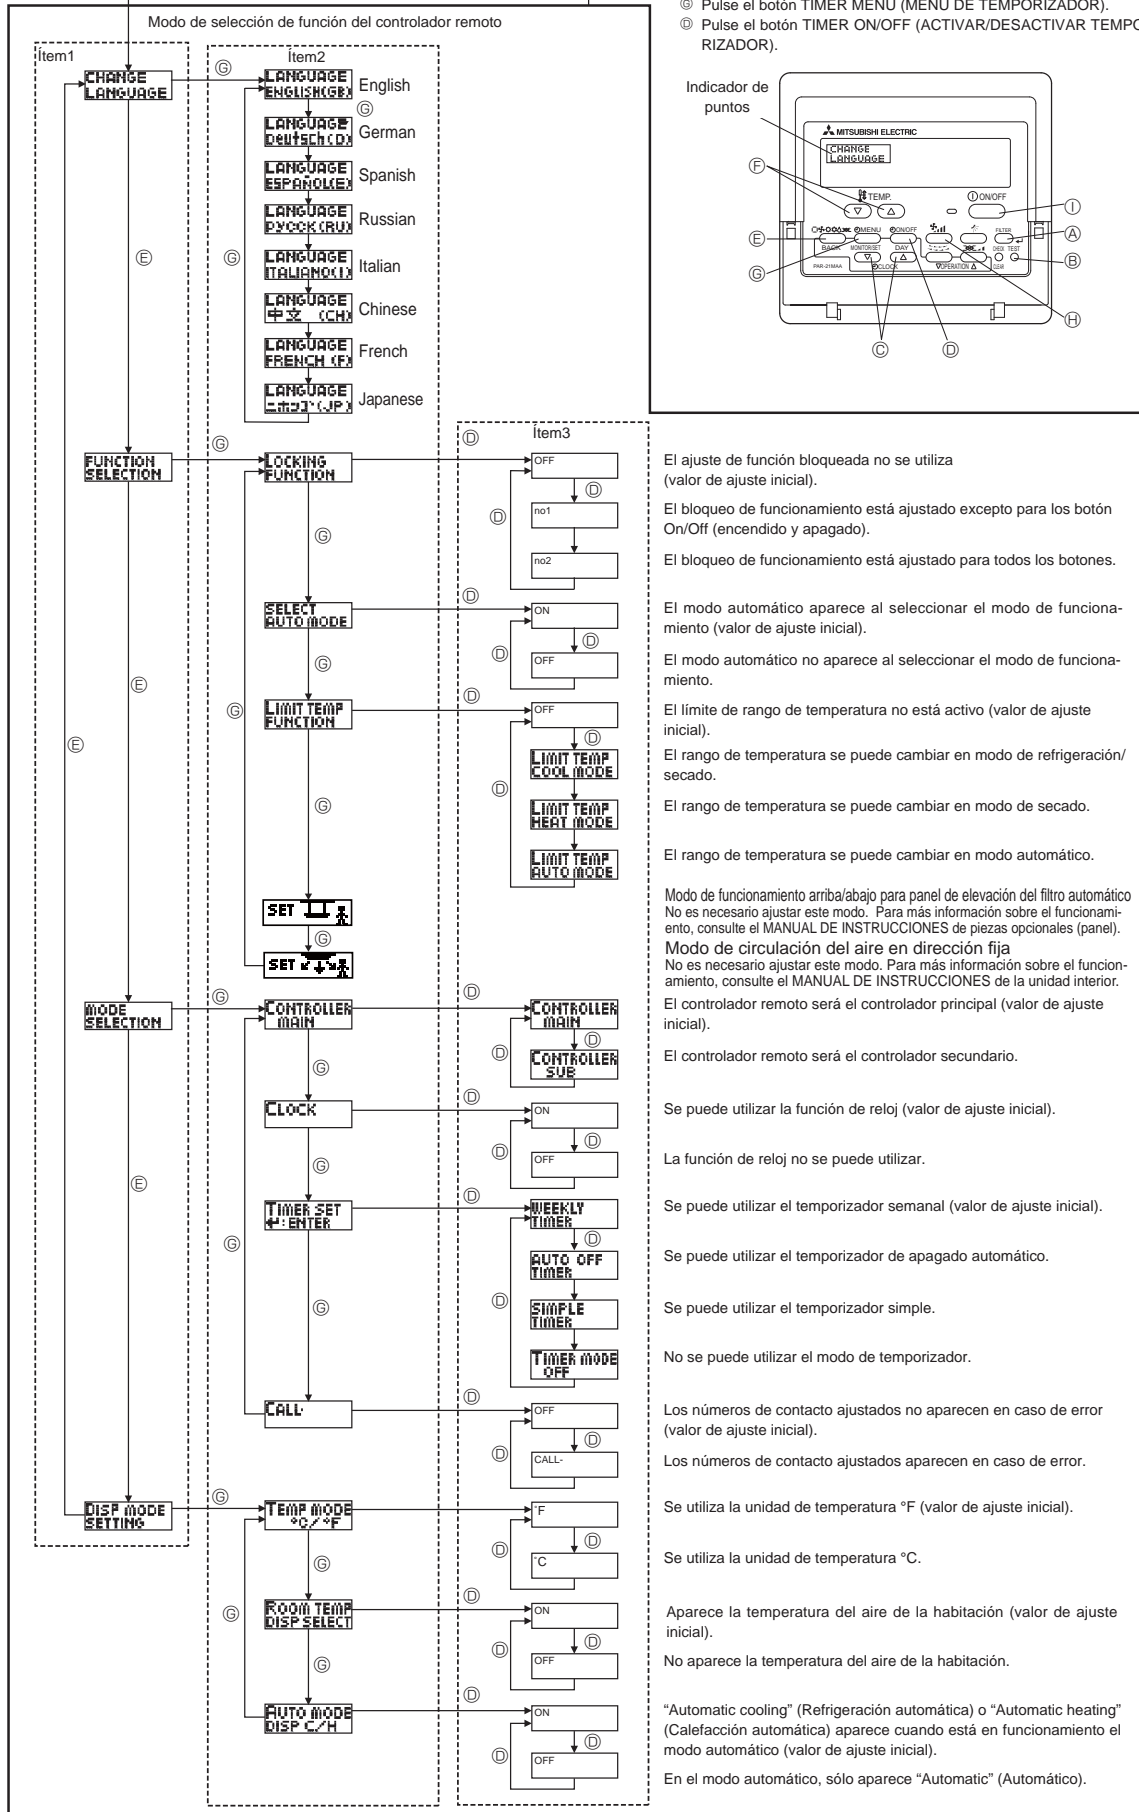 Ⓖ Pulse el botón TIMER MENU (MENÚ DE TEMPORIZADOR).
Ⓓ Pulse el botón TIMER ON/OFF (ACTIVAR/DESACTIVAR TEMPO
RIZADOR).
Modo de selección de función del controlador remoto
Ítem1
Ítem2
CHANGE
LANGUAGE
Ⓖ
LANGUAGE
ENGLISH(GB)
English
Ⓖ
LANGUAGE
Deutsch(D)
German
LANGUAGE
ESPAÑOL(E)
Spanish
LANGUAGE
РУССК(RU)
Russian
Ⓔ
Ⓖ
LANGUAGE
ITALIANO(I)
Italian
LANGUAGE
中文 (CH)
Chinese
LANGUAGE
FRENCH (F)
French
LANGUAGE
ニホンゴ(JP)
Japanese
Indicador de
puntos
MITSUBISHI ELECTRIC
CHANGE
LANGUAGE
Ⓕ
TEMP.
ON/OFF
Ⓘ
Ⓔ
MENU
ON/OFF
FILTER
Ⓐ
BACK
MONITOR/SET
DAY
CHECK TEST
Ⓑ
PAR-21MAA
CLOCK
OPERATION
CLEAR
Ⓖ
Ⓗ
Ⓒ
Ⓓ
Ítem3
FUNCTION
SELECTION
Ⓖ
LOCKING
FUNCTION
Ⓓ
OFF
El ajuste de función bloqueada no se utiliza
(valor de ajuste inicial).
Ⓓ
Ⓖ
Ⓓ
no1
El bloqueo de funcionamiento está ajustado excepto para los botón
On/Off (encendido y apagado).
no2
El bloqueo de funcionamiento está ajustado para todos los botones.
SELECT
AUTO MODE
Ⓓ
ON
El modo automático aparece al seleccionar el modo de funciona-
miento (valor de ajuste inicial).
Ⓓ
Ⓖ
Ⓓ
OFF
El modo automático no aparece al seleccionar el modo de funciona-
miento.
Ⓔ
Ⓖ
LIMIT TEMP
FUNCTION
Ⓓ
OFF
El límite de rango de temperatura no está activo (valor de ajuste
inicial).
Ⓔ
Ⓓ
LIMIT TEMP
COOL MODE
El rango de temperatura se puede cambiar en modo de refrigeración/
secado.
Ⓖ
Ⓓ
LIMIT TEMP
HEAT MODE
El rango de temperatura se puede cambiar en modo de secado.
LIMIT TEMP
AUTO MODE
El rango de temperatura se puede cambiar en modo automático.
SET
Modo de funcionamiento arriba/abajo para panel de elevación del filtro automático
No es necesario ajustar este modo. Para más información sobre el funcionami-
ento, consulte el MANUAL DE INSTRUCCIONES de piezas opcionales (panel).
Ⓖ
SET
Modo de circulación del aire en dirección fija
No es necesario ajustar este modo. Para más información sobre el funcion-
amiento, consulte el MANUAL DE INSTRUCCIONES de la unidad interior.
MODE
SELECTION
Ⓖ
CONTROLLER
MAIN
Ⓓ
CONTROLLER
MAIN
El controlador remoto será el controlador principal (valor de ajuste
inicial).
Ⓓ
Ⓖ
Ⓓ
CONTROLLER
SUB
El controlador remoto será el controlador secundario.
CLOCK
Ⓓ
ON
Se puede utilizar la función de reloj (valor de ajuste inicial).
Ⓓ
Ⓖ
Ⓓ
OFF
La función de reloj no se puede utilizar.
Ⓔ
Ⓖ
TIMER SET
↵:ENTER
Ⓓ
WEEKLY
TIMER
Se puede utilizar el temporizador semanal (valor de ajuste inicial).
Ⓓ
AUTO OFF
TIMER
Se puede utilizar el temporizador de apagado automático.
Ⓖ
Ⓓ
SIMPLE
TIMER
Se puede utilizar el temporizador simple.
TIMER MODE
OFF
No se puede utilizar el modo de temporizador.
CALL-
Ⓓ
OFF
Los números de contacto ajustados no aparecen en caso de error
(valor de ajuste inicial).
Ⓓ
Ⓓ
CALL-
Los números de contacto ajustados aparecen en caso de error.
DISP MODE
SETTING
Ⓖ
TEMP MODE
°C/°F
Ⓓ
°F
Se utiliza la unidad de temperatura °F (valor de ajuste inicial).
Ⓓ
Ⓖ
Ⓓ
°C
Se utiliza la unidad de temperatura °C.
Ⓖ
ROOM TEMP
DISP SELECT
Ⓓ
ON
Aparece la temperatura del aire de la habitación (valor de ajuste
inicial).
Ⓓ
Ⓖ
Ⓓ
OFF
No aparece la temperatura del aire de la habitación.
AUTO MODE
DISP C/H
Ⓓ
ON
“Automatic cooling” (Refrigeración automática) o “Automatic heating”
(Calefacción automática) aparece cuando está en funcionamiento el
modo automático (valor de ajuste inicial).
Ⓓ
Ⓓ
OFF
En el modo automático, sólo aparece “Automatic” (Automático).